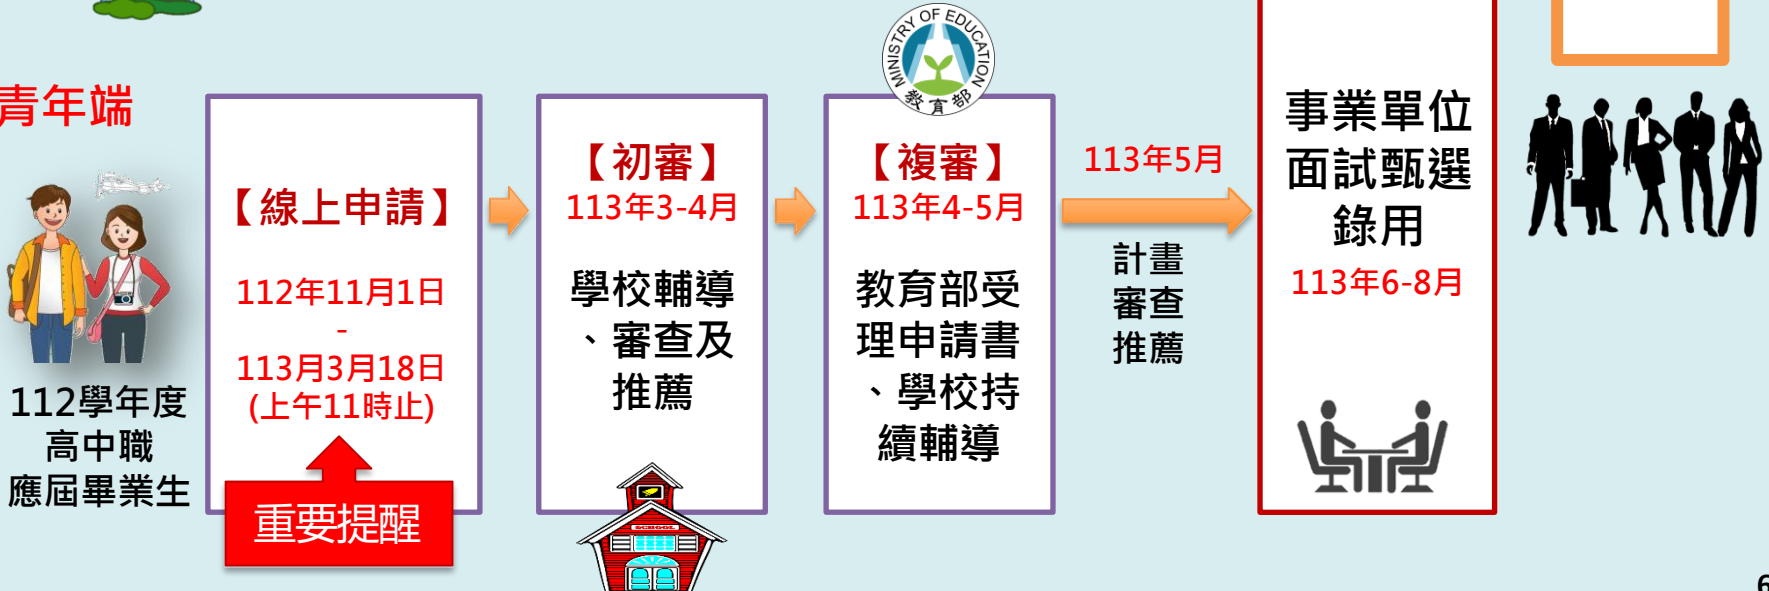 青年端
112學年度
高中職
應屆畢業生
【線上申請】
112年11月1日
-
113月3月18日
(上午11時止)
重要提醒
【初審】
113年3-4月
學校輔導
、審查及
推薦
SCHOOL
MINISTRY OF EDUCATION
教育部
【複審】
113年4-5月
教育部受
理申請書
、學校持
續輔導
113年5月
計畫
審查
推薦
事業單位
面試甄選
錄用
113年6-8月
6